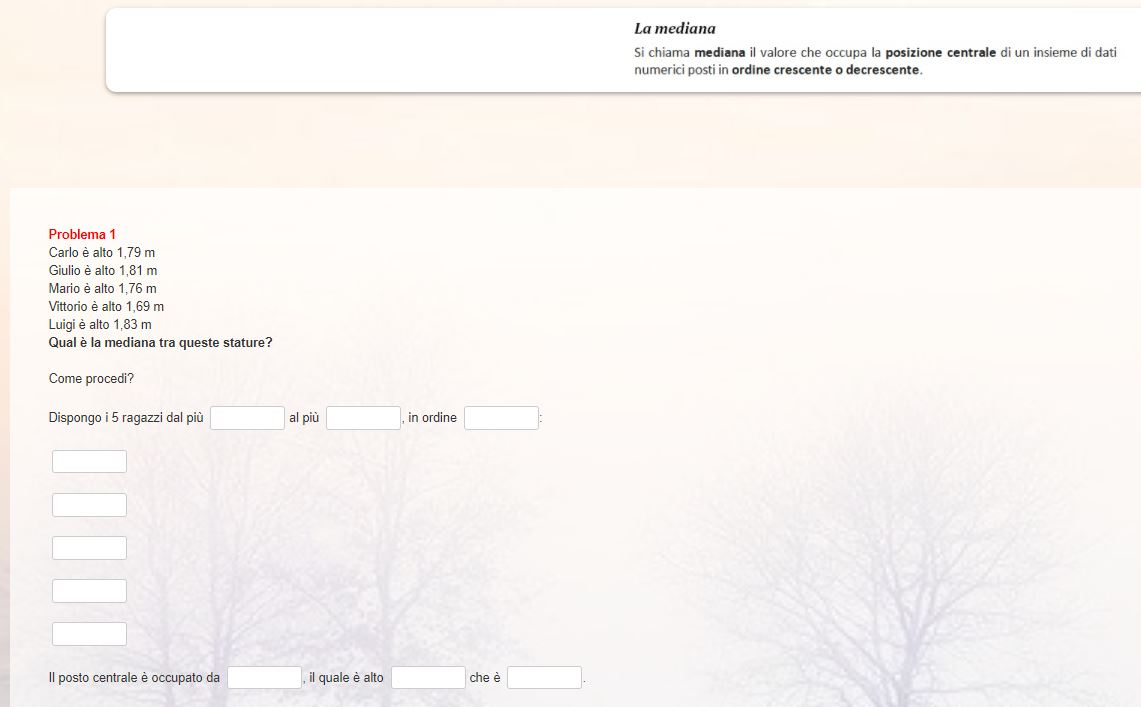 La mediana
Si chiama mediana il valore che occupa la posizione centrale di un insieme di dati
numerici posti in ordine crescente o decrescente.
Problema 1
Carlo è alto 1,79 m
Giulio è alto 1,81 m
Mario è alto 1,76 m
Vittorio è alto 1,69 m
Luigi è alto 1,83 m
Qual è la mediana tra queste stature?
Come procedi?
Dispongo i 5 ragazzi dal più al più , in ordine :
Il posto centrale è occupato da , il quale è alto che è .